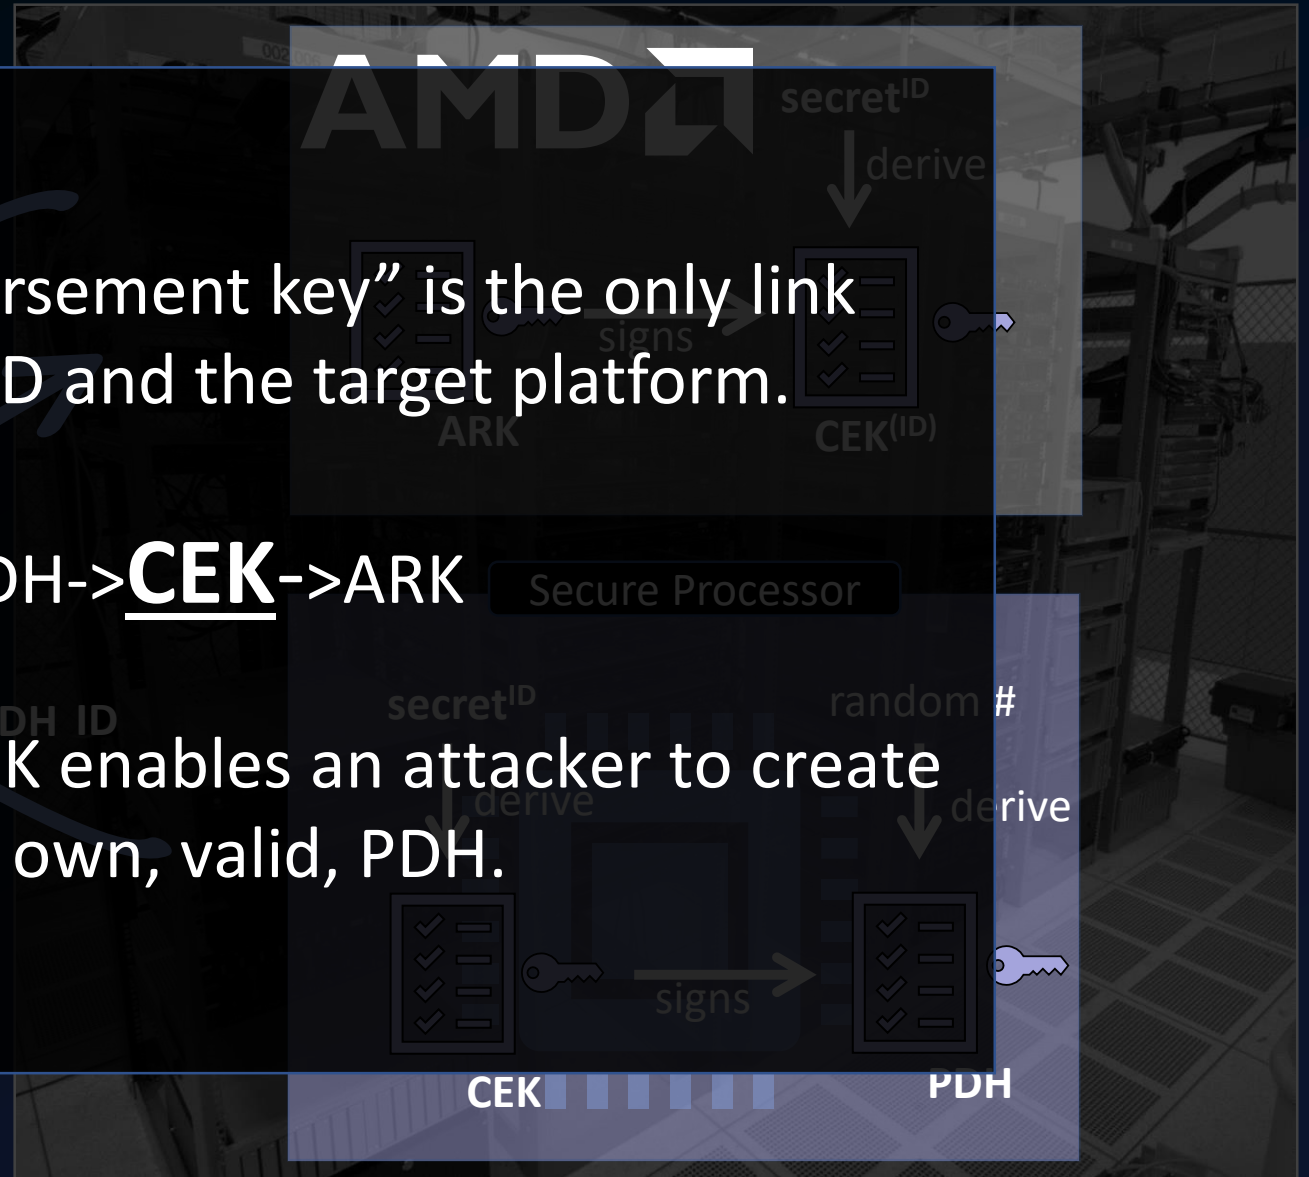 AMD
secretID
derive
signs
ARK
CEK(ID)
rsement key” is the only link
D and the target platform.
DH->CEK->ARK
Secure Processor
DH ID
secretID
random #
K enables an attacker to create
own, valid, PDH.
derive
derive
signs
CEK
PDH